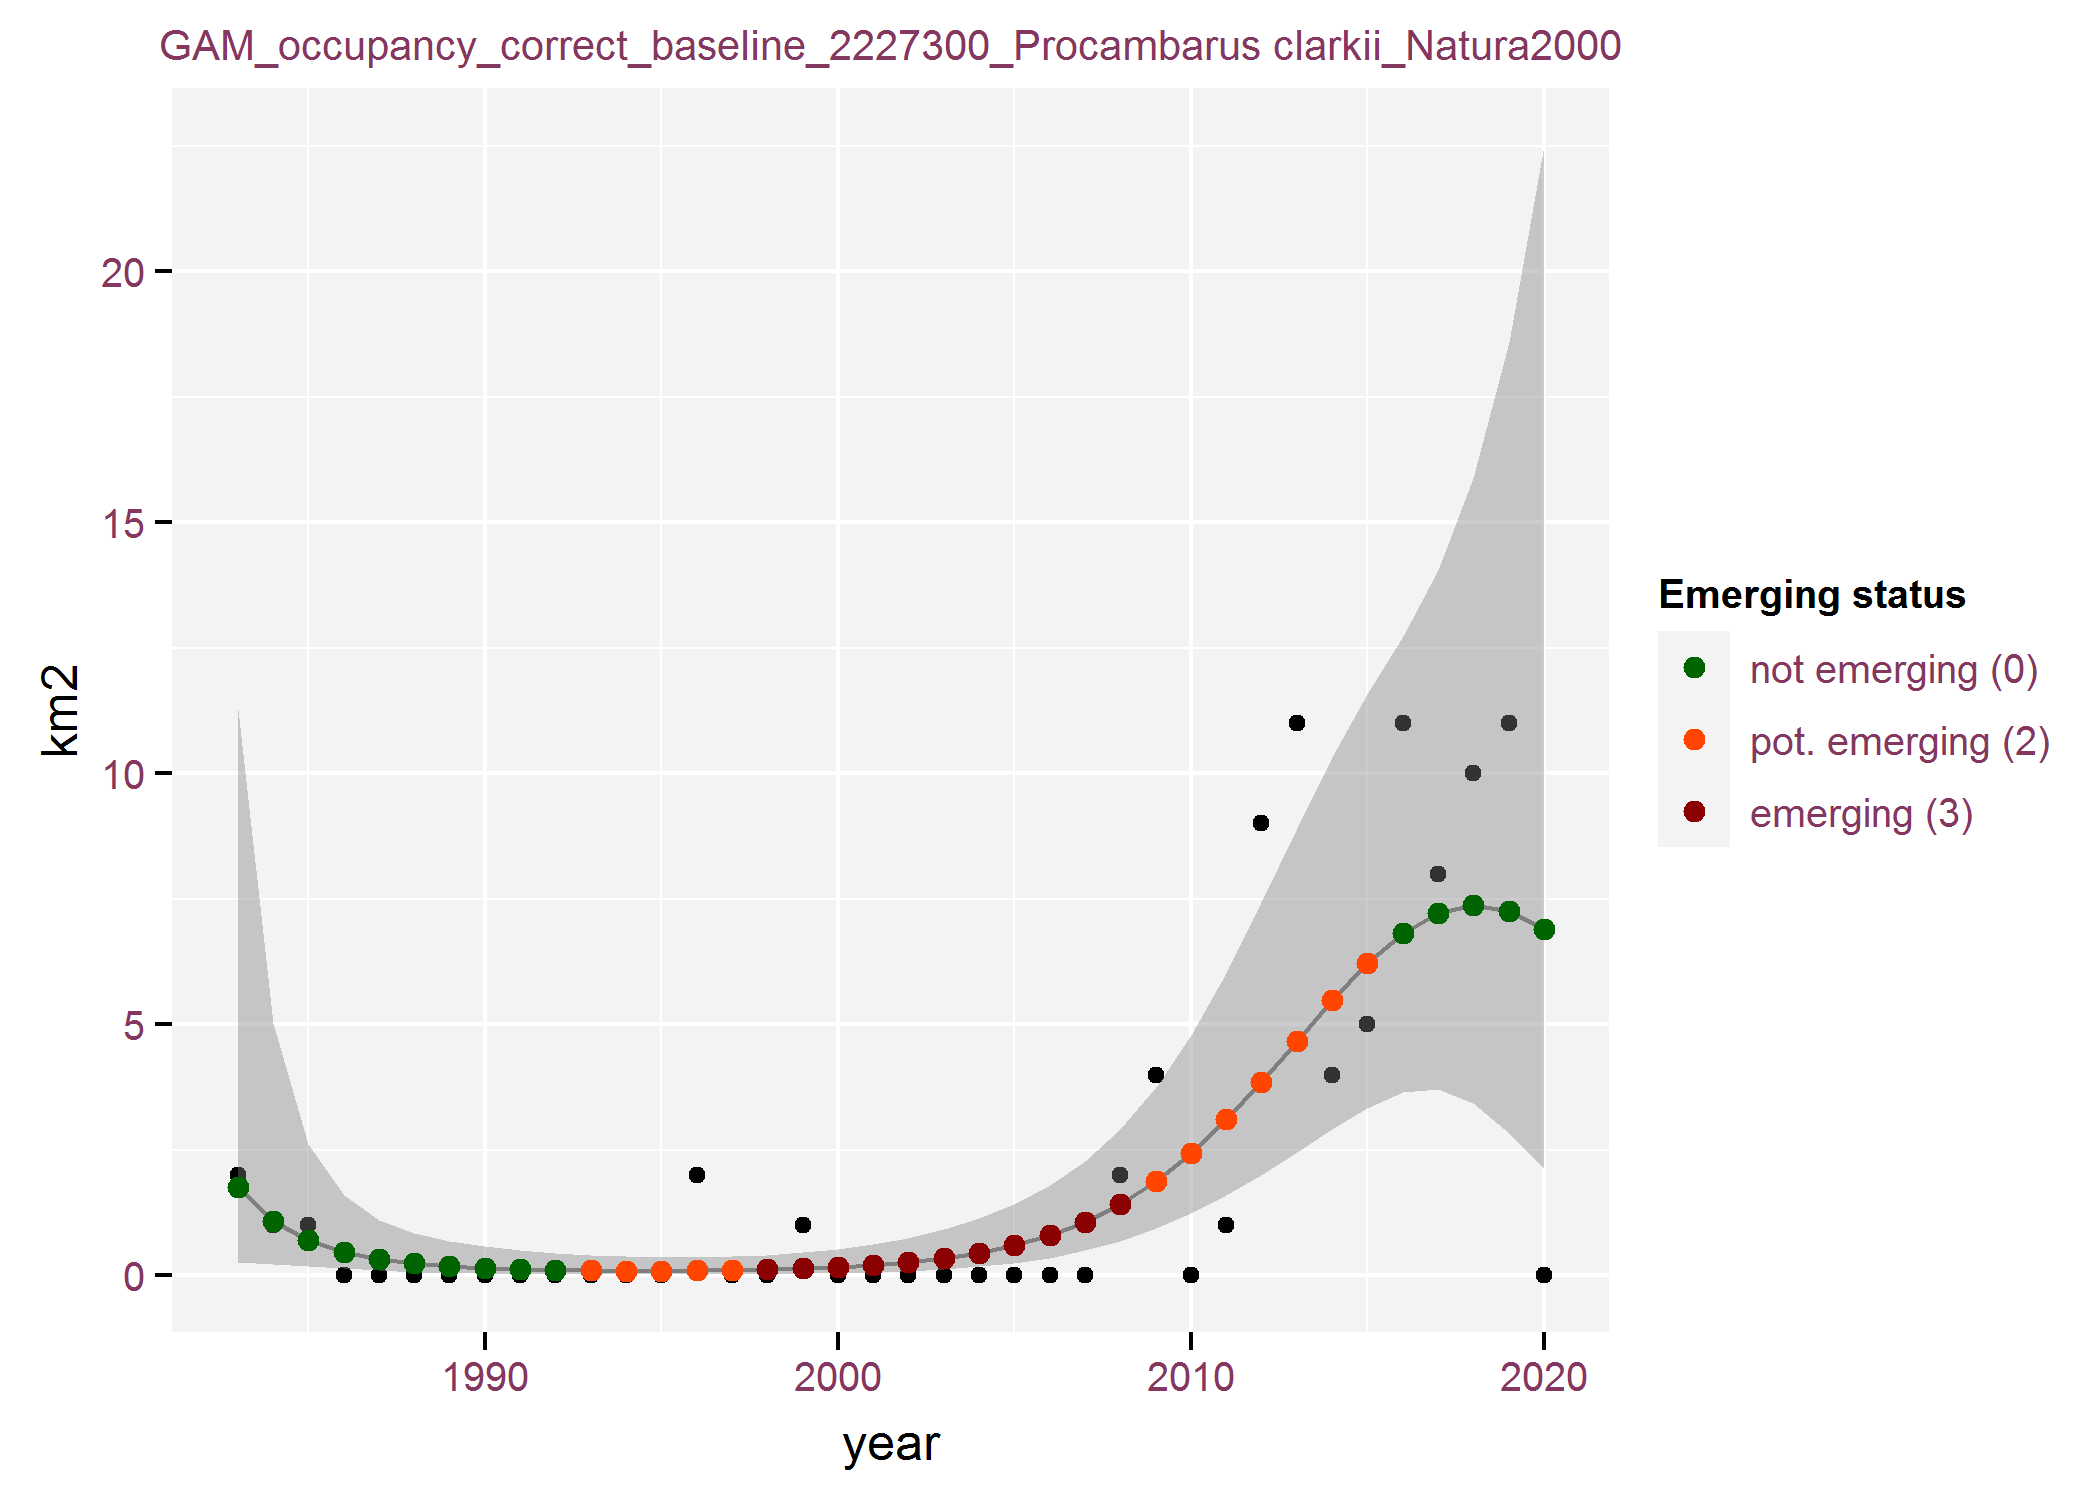 GAM_occupancy_correct_baseline_2227300_Procambarus clarkii_Natura2000
20
15
10
5
0
km2
1990 2000 2010 2020
year
Emerging status
not emerging (0)
pot. emerging (2)
emerging (3)